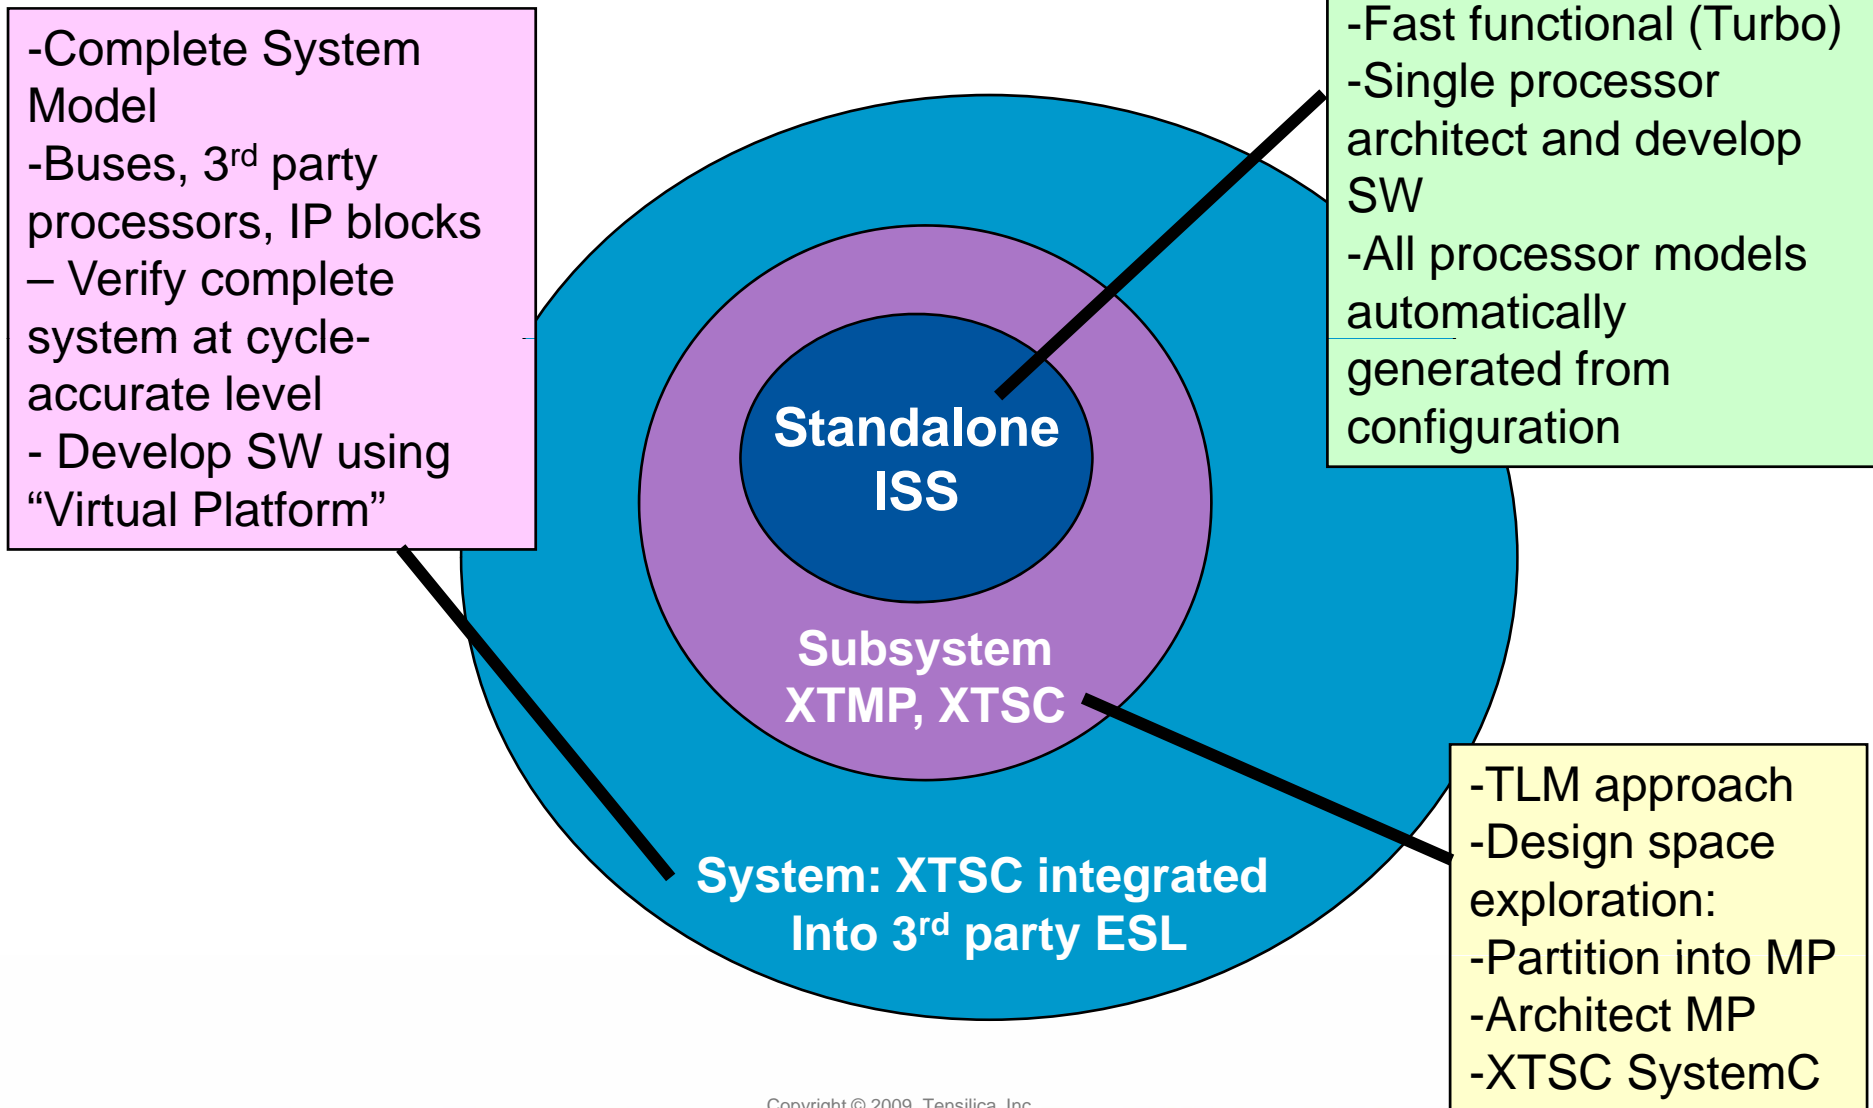 -Complete System
Model
-Buses, 3rd party
processors, IP blocks
– Verify complete
system at cycle-
accurate level
- Develop SW using
“Virtual Platform”
-Fast functional (Turbo)
-Single processor
architect and develop
SW
-All processor models
automatically
generated from
configuration
Standalone
ISS
Subsystem
XTMP, XTSC
System: XTSC integrated
Into 3rd party ESL
-TLM approach
-Design space
exploration:
-Partition into MP
-Architect MP
-XTSC SystemC
Copyright © 2009, Tensilica, Inc.